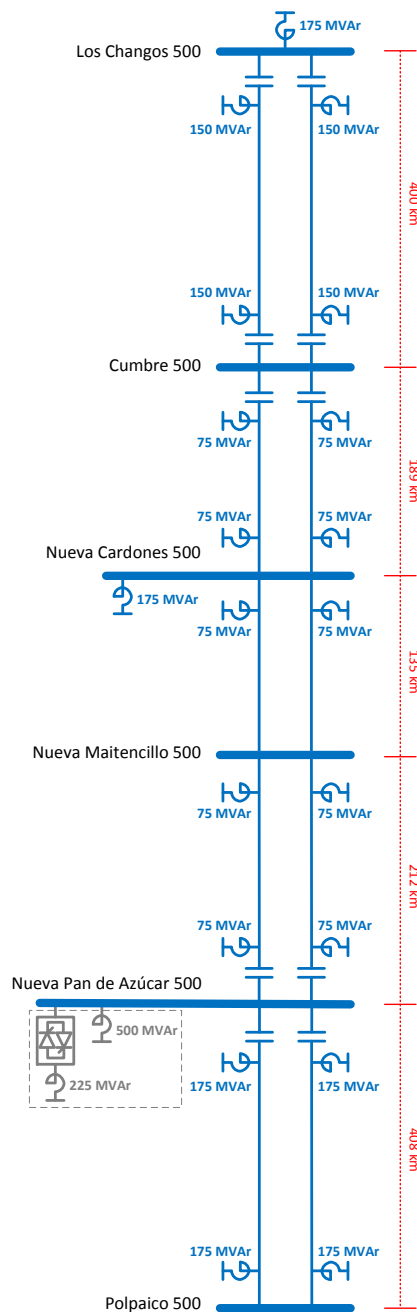 175 MVAr
Los Changos 500
150 MVAr 150 MVAr
400 km
150 MVAr 150 MVAr
Cumbre 500
75 MVAr 75 MVAr
189 km
75 MVAr 75 MVAr
Nueva Cardones 500
175 MVAr
75 MVAr 75 MVAr
135 km
Nueva Maitencillo 500
75 MVAr 75 MVAr
212 km
75 MVAr 75 MVAr
Nueva Pan de Azúcar 500
500 MVAr
225 MVAr
175 MVAr 175 MVAr
408 km
175 MVAr 175 MVAr
Polpaico 500